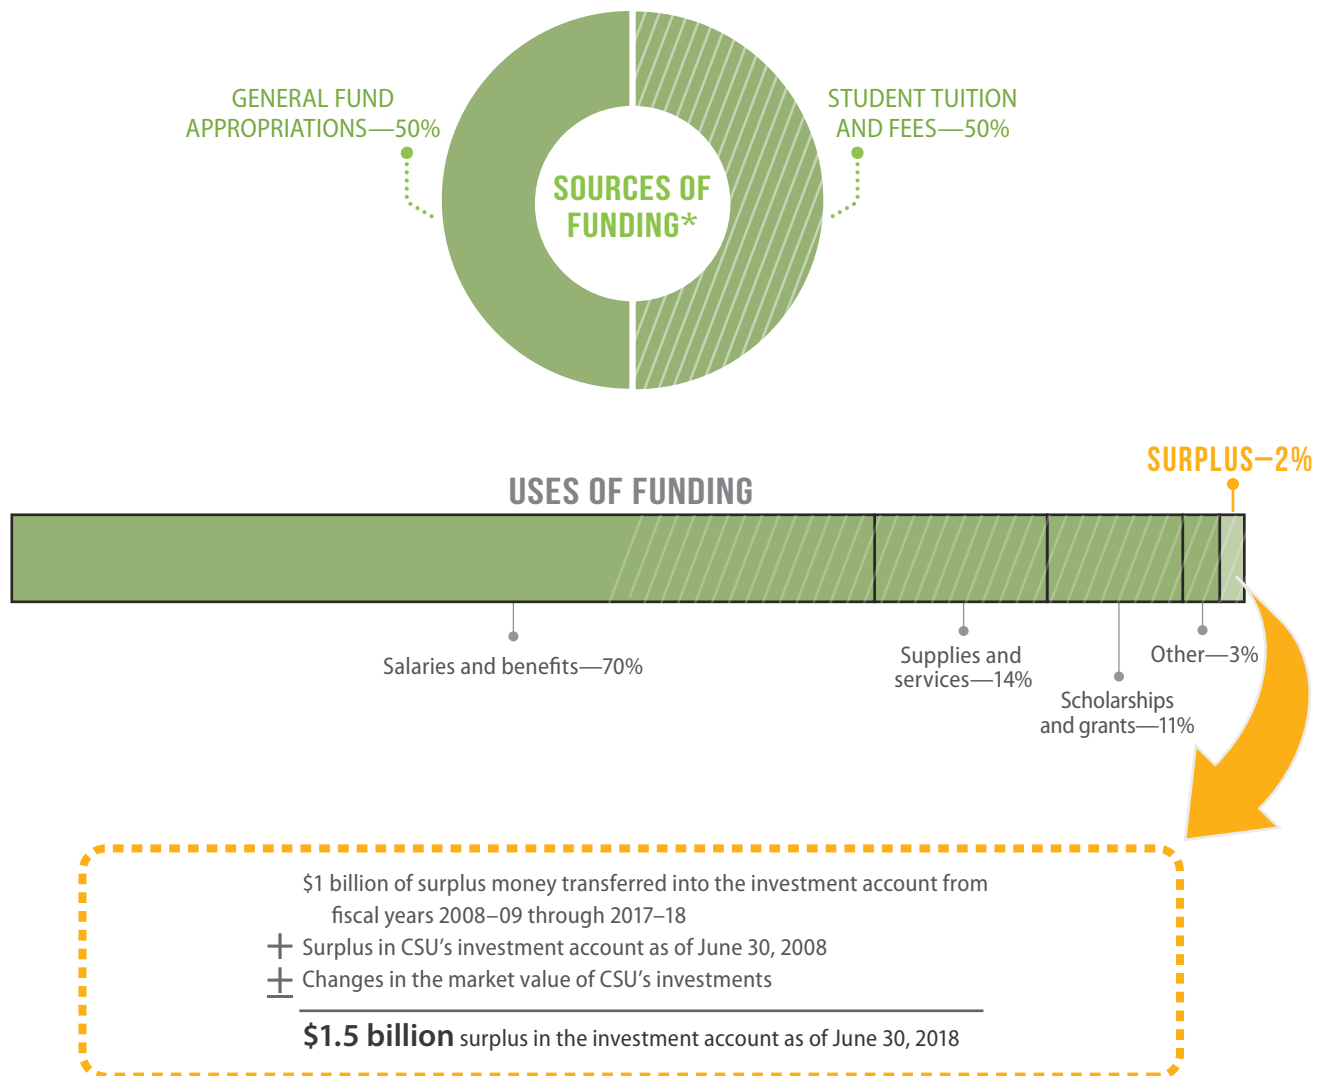 GENERAL FUND
APPROPRIATIONS—50%
STUDENT TUITION
AND FEES—50%
SOURCES OF
FUNDING*
SURPLUS—2%
USES OF FUNDING
Salaries and benefits—70%
Supplies and
services—14%
Scholarships
and grants—11%
Other—3%
$1 billion of surplus money transferred into the investment account from
fiscal years 2008–09 through 2017–18
+ Surplus in CSU's investment account as of June 30, 2008
± Changes in the market value of CSU's investments
$1.5 billion surplus in the investment account as of June 30, 2018